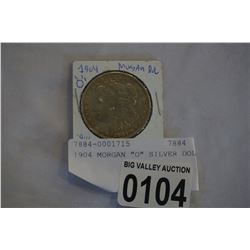 1904 MORGAN DOL
"O"
7884-0001715 7884
1904 MORGAN "O" SILVER DOL
BIG VALLEY AUCTION
0104